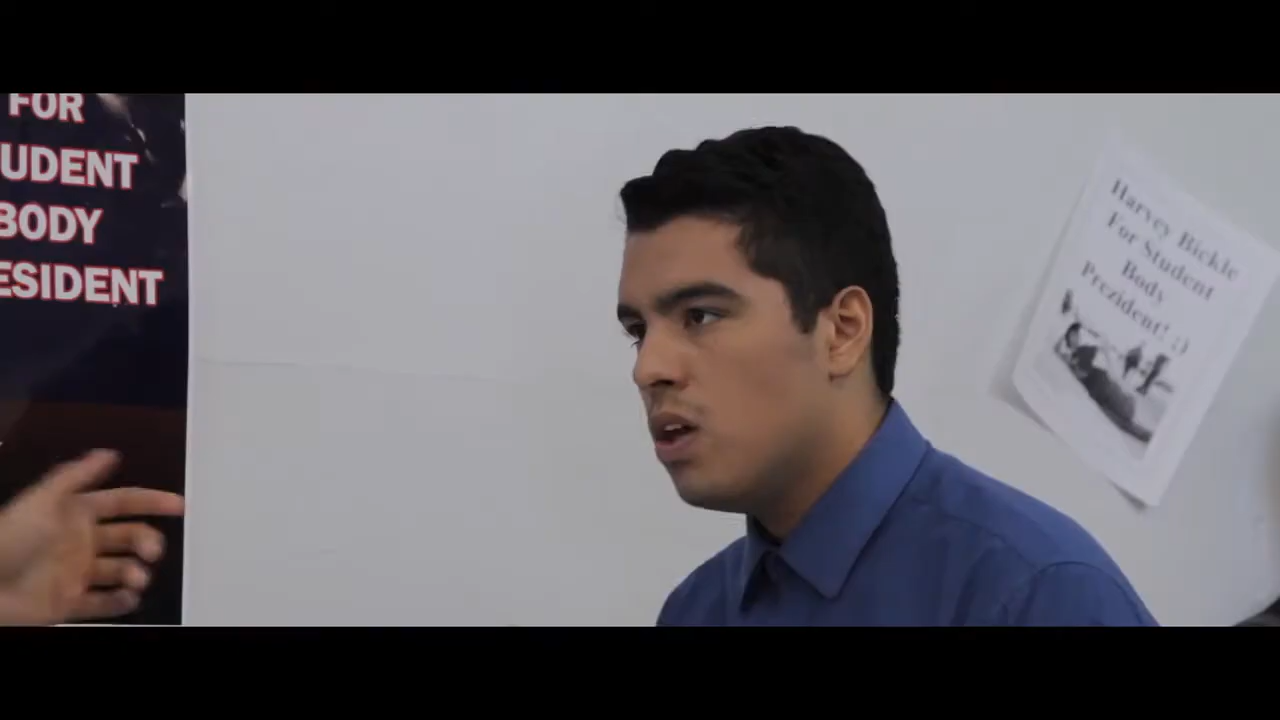 FOR
UDENT
BODY
ESIDENT
Harvey Bickle
For Student
Body
Prezident! ;)